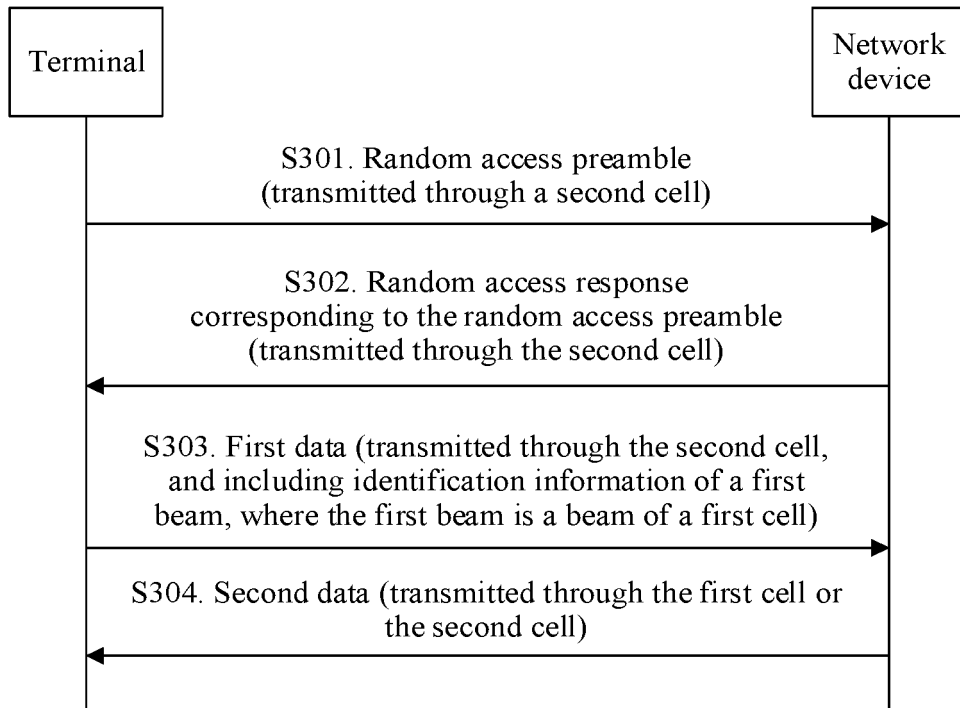 Terminal
Network
device
S301. Random access preamble
(transmitted through a second cell)
S302. Random access response
corresponding to the random access preamble
(transmitted through the second cell)
S303. First data (transmitted through the second cell,
and including identification information of a first
beam, where the first beam is a beam of a first cell)
S304. Second data (transmitted through the first cell or
the second cell)